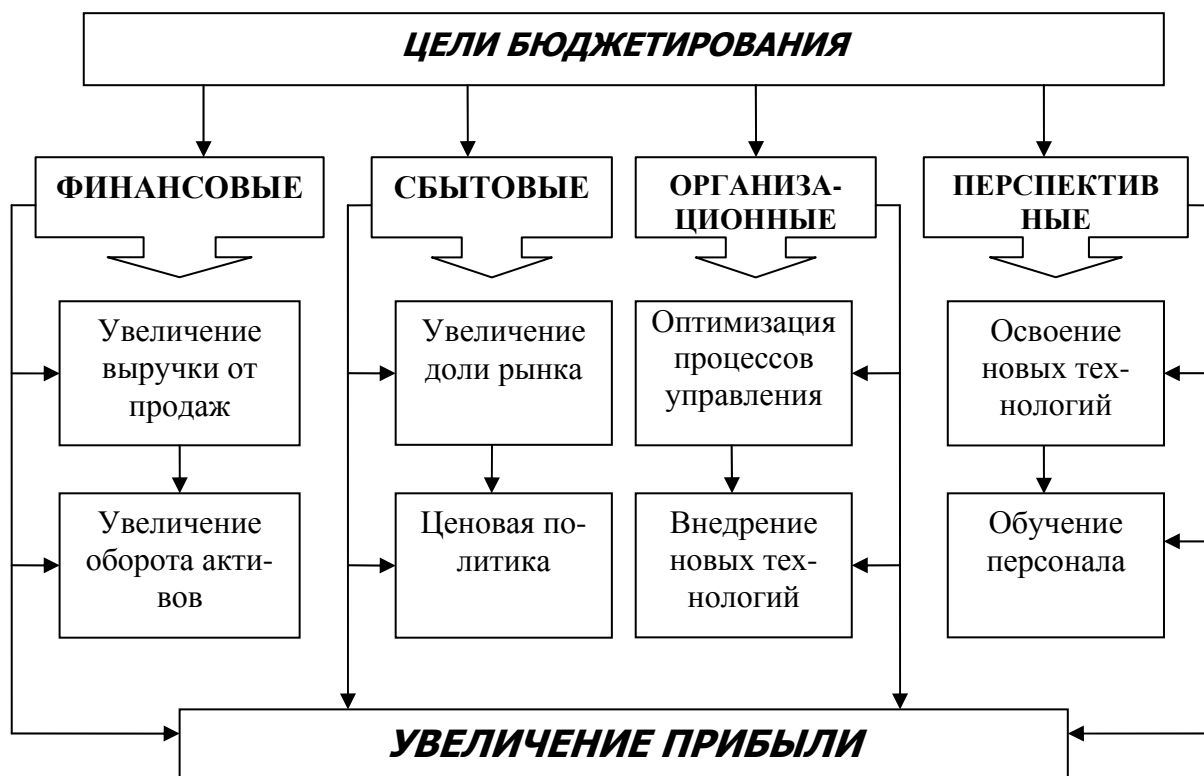 ЦЕЛИ БЮДЖЕТИРОВАНИЯ
ФИНАНСОВЫЕ
СБЫТОВЫЕ
ОРГАНИЗА-
ЦИОННЫЕ
ПЕРСПЕКТИВ
НЫЕ
Увеличение
выручки от
продаж
Увеличение
доли рынка
Оптимизация
процессов
управления
Освоение
новых тех-
нологий
Увеличение
оборота акти-
вов
Ценовая по-
литика
Внедрение
новых тех-
нологий
Обучение
персонала
УВЕЛИЧЕНИЕ ПРИБЫЛИ